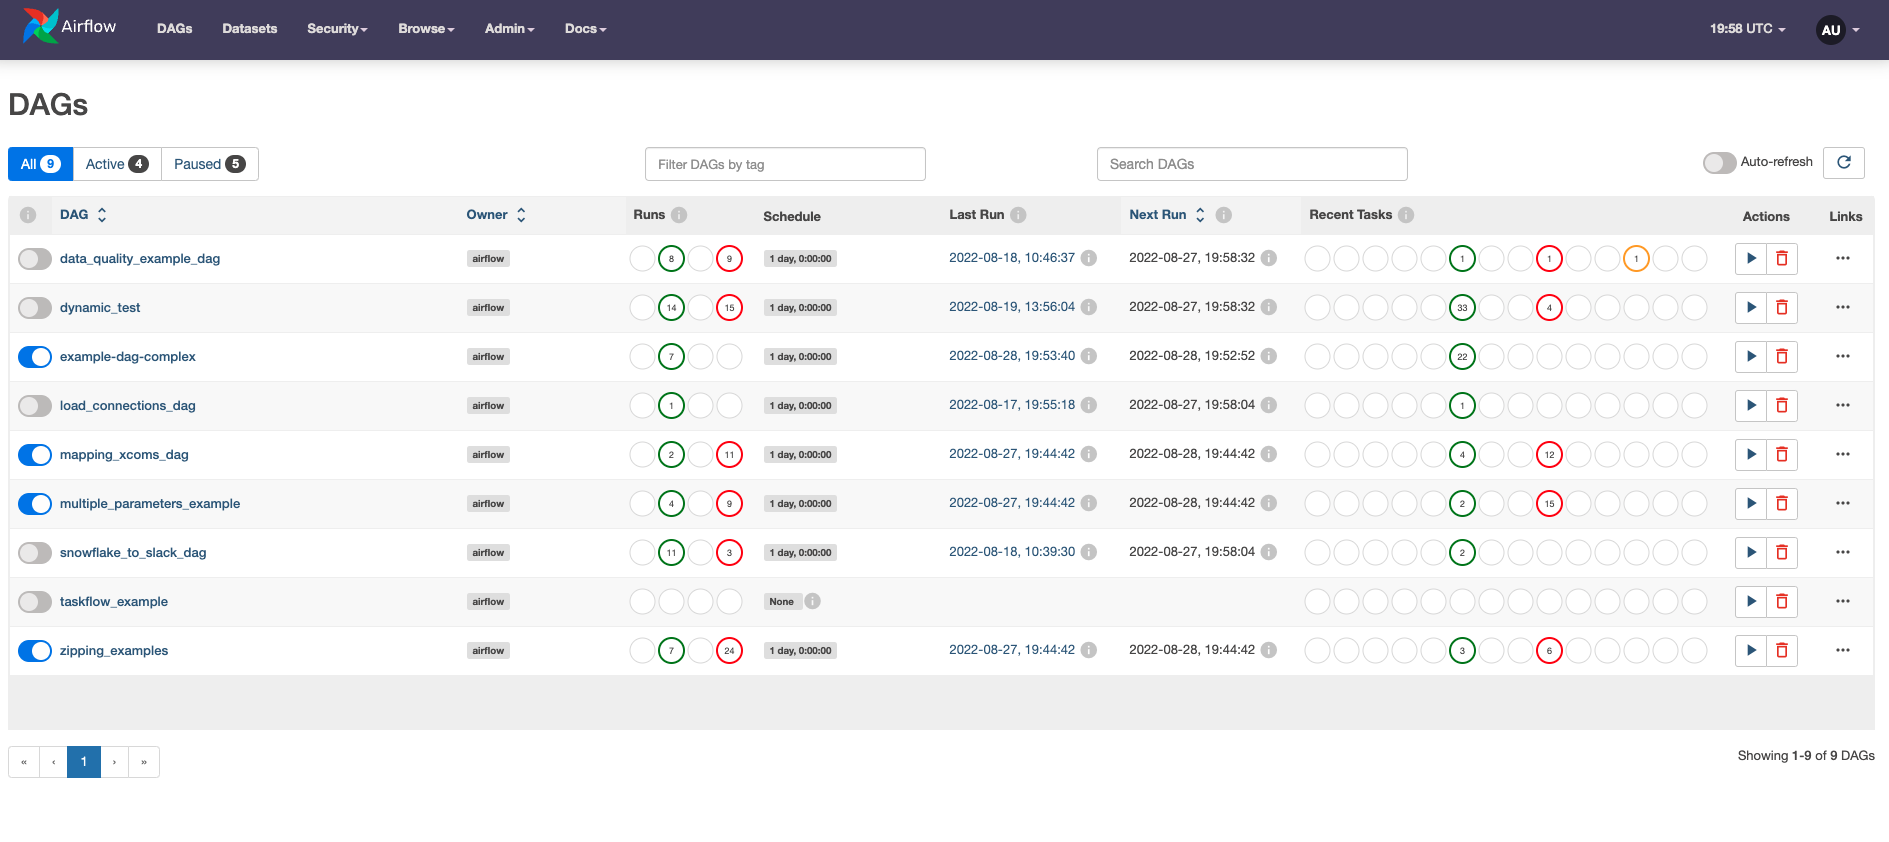 Airflow DAGs Datasets Security Browse Admin Docs 19:58 UTC AU
DAGs
All 9 Active 4 Paused 5 Filter DAGs by tag Search DAGs Auto-refresh
i DAG Owner Runs i Schedule Last Run i Next Run i Recent Tasks i Actions Links
data_quality_example_dag airflow 8 9 1 day, 0:00:00 2022-08-18, 10:46:37 i 2022-08-27, 19:58:32 i 1 1 1 ...
dynamic_test airflow 14 15 1 day, 0:00:00 2022-08-19, 13:56:04 i 2022-08-27, 19:58:32 i 33 4 ...
example-dag-complex airflow 7 1 day, 0:00:00 2022-08-28, 19:53:40 i 2022-08-28, 19:52:52 i 22 ...
load_connections_dag airflow 1 1 day, 0:00:00 2022-08-17, 19:55:18 i 2022-08-27, 19:58:04 i 1 ...
mapping_xcoms_dag airflow 2 11 1 day, 0:00:00 2022-08-27, 19:44:42 i 2022-08-28, 19:44:42 i 4 12 ...
multiple_parameters_example airflow 4 9 1 day, 0:00:00 2022-08-27, 19:44:42 i 2022-08-28, 19:44:42 i 2 15 ...
snowflake_to_slack_dag airflow 11 3 1 day, 0:00:00 2022-08-18, 10:39:30 i 2022-08-27, 19:58:04 i 2 ...
taskflow_example airflow None i ...
zipping_examples airflow 7 24 1 day, 0:00:00 2022-08-27, 19:44:42 i 2022-08-28, 19:44:42 i 3 6 ...
« ‹ 1 › » Showing 1-9 of 9 DAGs